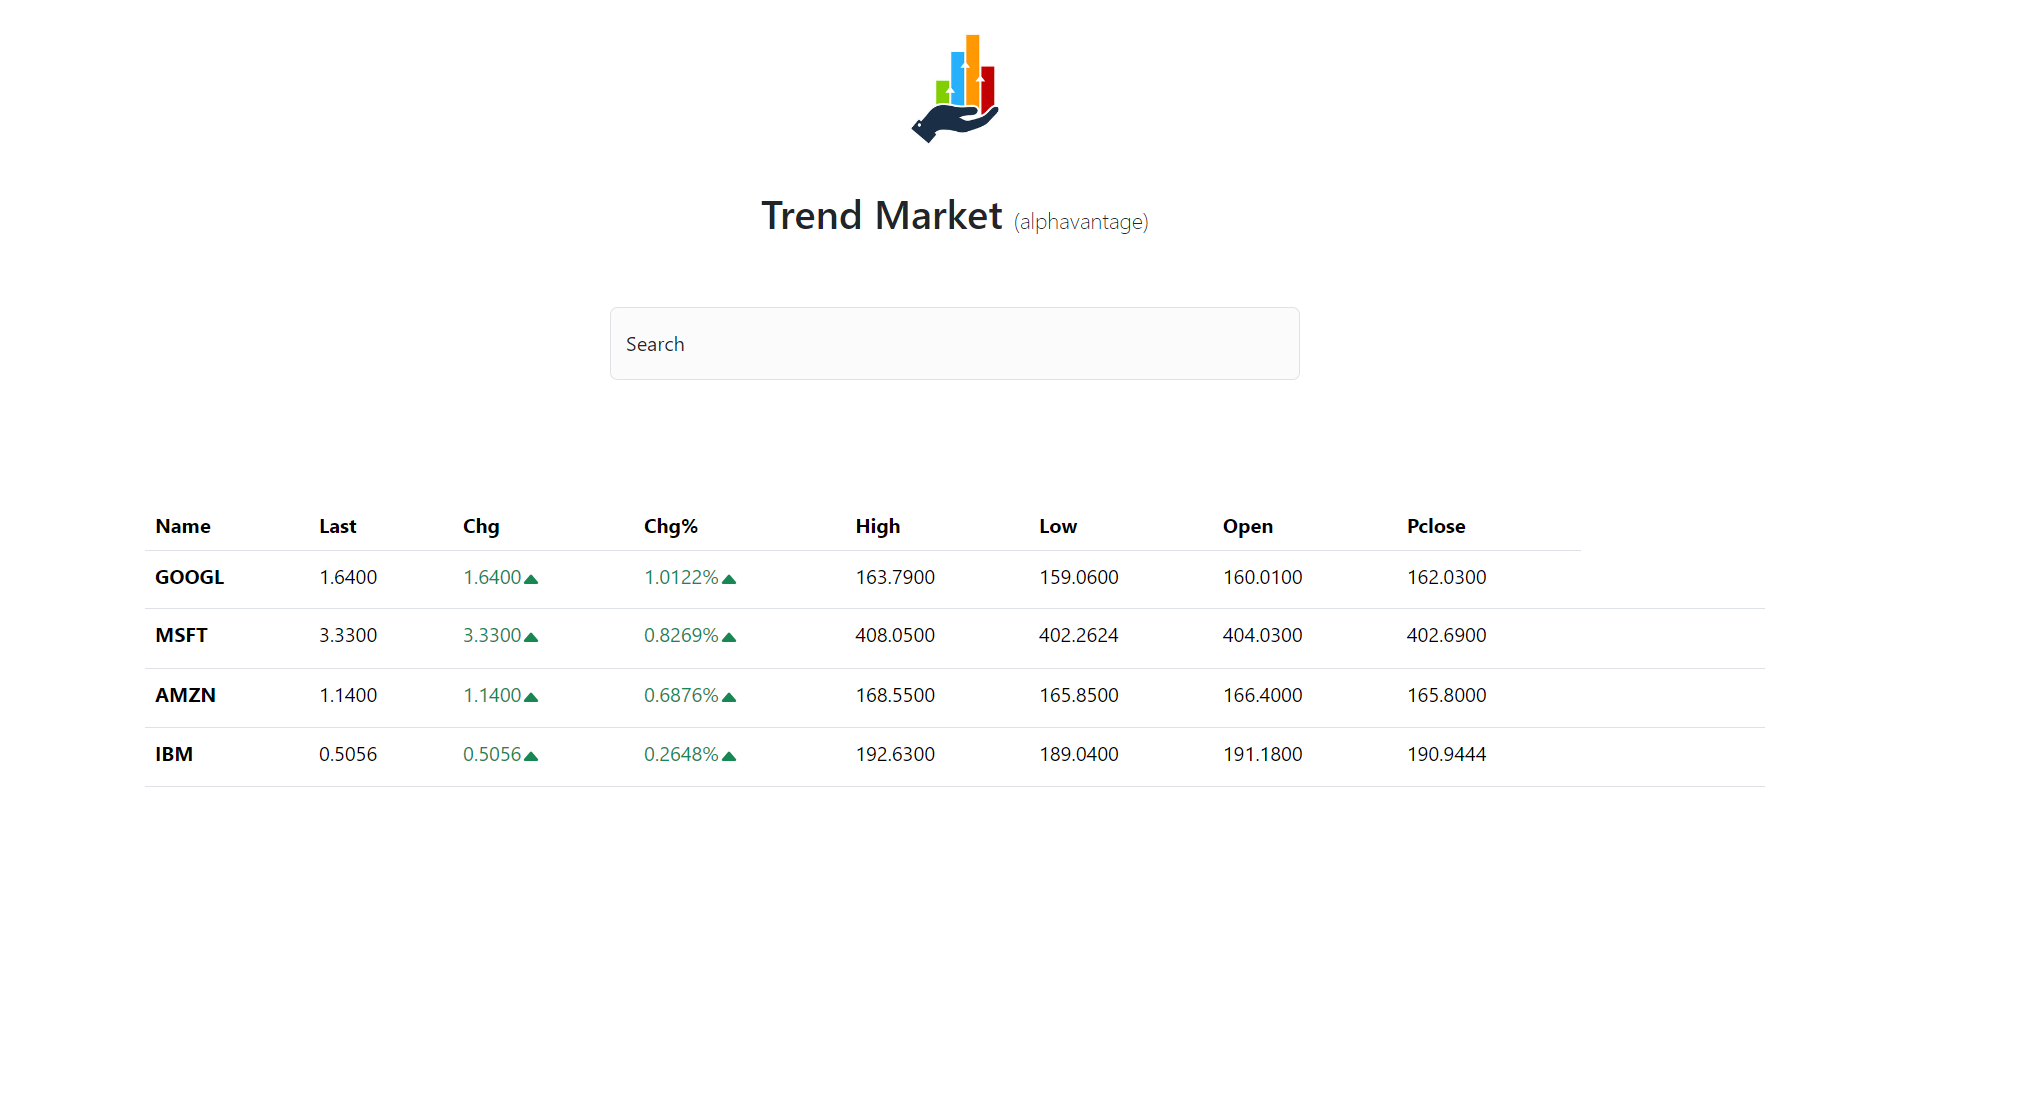 Trend Market (alphavantage)
Search
Name Last Chg Chg% High Low Open Pclose
GOOGL 1.6400 1.6400 1.0122% 163.7900 159.0600 160.0100 162.0300
MSFT 3.3300 3.3300 0.8269% 408.0500 402.2624 404.0300 402.6900
AMZN 1.1400 1.1400 0.6876% 168.5500 165.8500 166.4000 165.8000
IBM 0.5056 0.5056 0.2648% 192.6300 189.0400 191.1800 190.9444